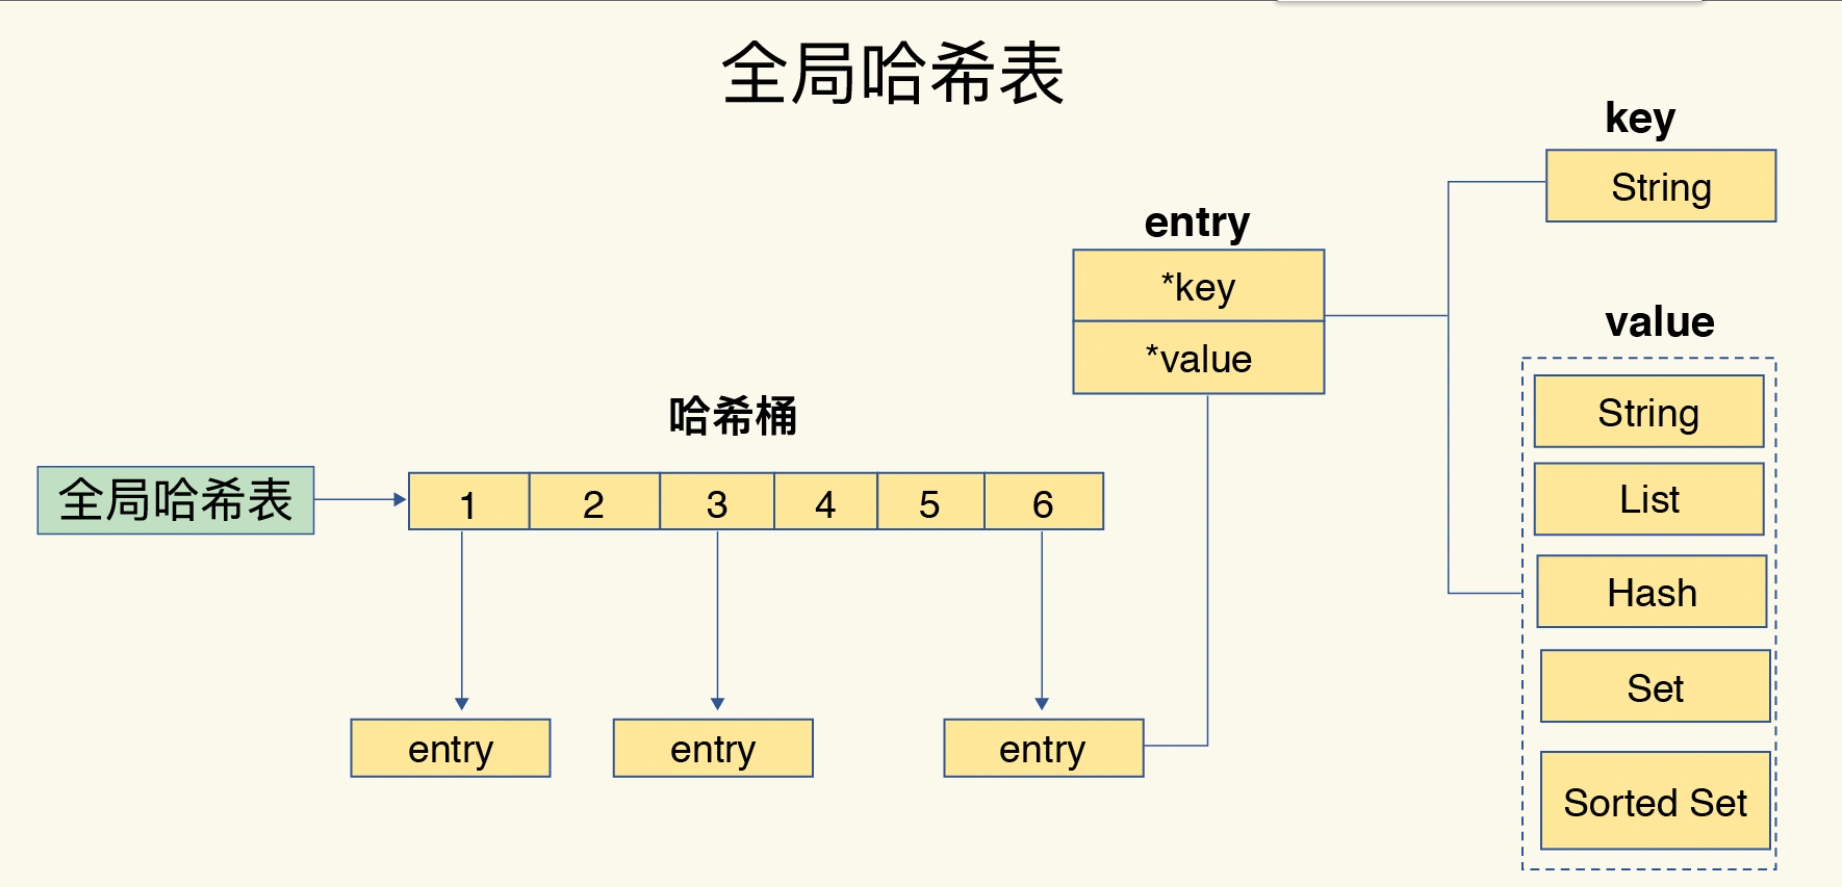 全局哈希表
key
String
entry
*key
*value
value
String
List
Hash
Set
Sorted Set
哈希桶
全局哈希表
1 2 3 4 5 6
entry entry entry